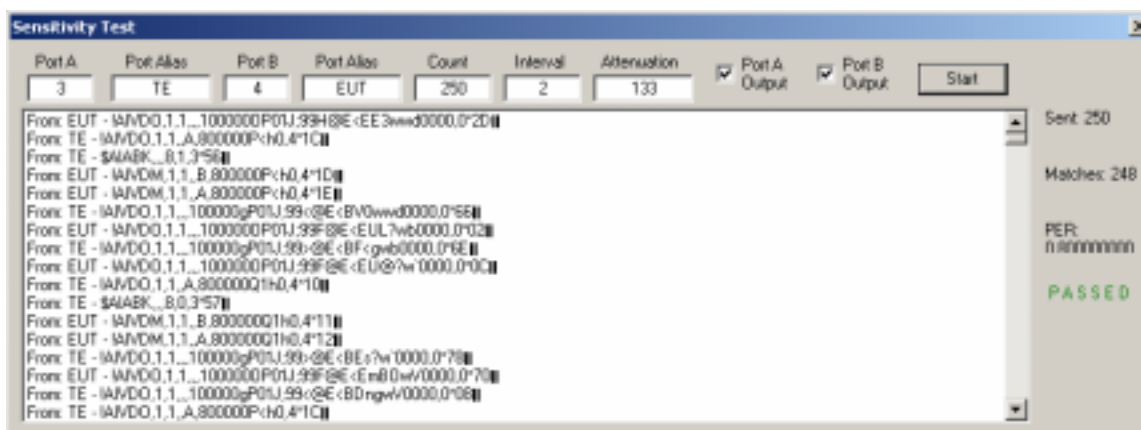 Sensitivity Test
Port A Port Alias Port B Port Alias Count Interval Attenuation Port A Output Port B Output Start
3 TE 4 EUT 250 2 133
From: EUT - !AIVDO,1,1,,,1000000P01J;99H@E<EE3wwd0000,0*2D
From: TE - !AIVDO,1,1,,A,800000P<h0,4*1C
From: TE - $AIABK,,,8,1,3*56
From: EUT - !AIVDM,1,1,,B,800000P<h0,4*1D
From: EUT - !AIVDM,1,1,,A,800000P<h0,4*1E
From: TE - !AIVDO,1,1,,,100000gP01J;99<@E<BV0wwd0000,0*66
From: EUT - !AIVDO,1,1,,,1000000P01J;99F@E<EUL?wb0000,0*02
From: TE - !AIVDO,1,1,,,100000gP01J;99>@E<BF<gwb0000,0*6E
From: EUT - !AIVDO,1,1,,,1000000P01J;99F@E<EU@?w`0000,0*0C
From: TE - !AIVDO,1,1,,A,800000Q1h0,4*10
From: TE - $AIABK,,,8,0,3*57
From: EUT - !AIVDM,1,1,,B,800000Q1h0,4*11
From: EUT - !AIVDM,1,1,,A,800000Q1h0,4*12
From: TE - !AIVDO,1,1,,,100000gP01J;99>@E<BEs?w`0000,0*78
From: EUT - !AIVDO,1,1,,,1000000P01J;99F@E<EmB0wV0000,0*70
From: TE - !AIVDO,1,1,,,100000gP01J;99<@E<BDngwV0000,0*08
From: TE - !AIVDO,1,1,,A,800000P<h0,4*1C
Sent: 250
Matches: 248
PER:
PASSED